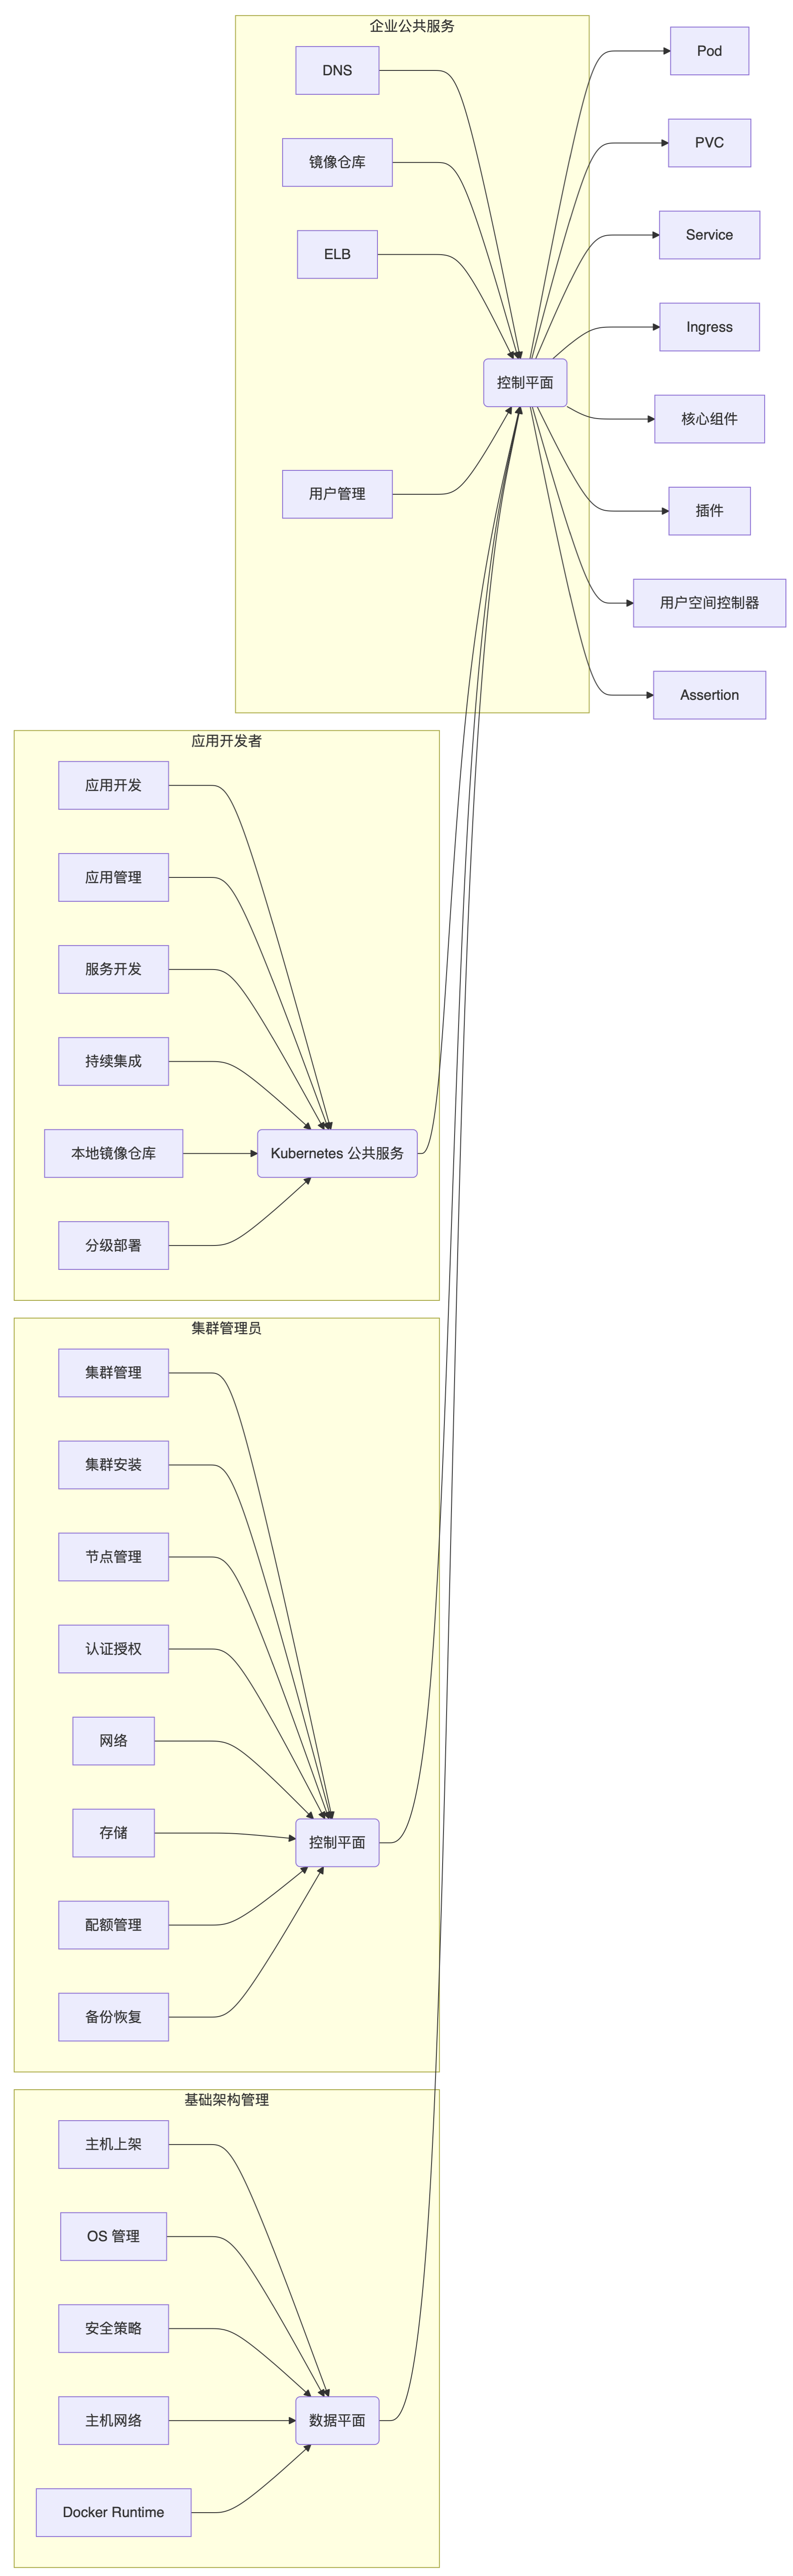 企业公共服务
DNS
镜像仓库
ELB
用户管理
控制平面
Pod
PVC
Service
Ingress
核心组件
插件
用户空间控制器
Assertion
应用开发者
应用开发
应用管理
服务开发
持续集成
本地镜像仓库
分级部署
Kubernetes 公共服务
集群管理员
集群管理
集群安装
节点管理
认证授权
网络
存储
配额管理
备份恢复
控制平面
基础架构管理
主机上架
OS 管理
安全策略
主机网络
Docker Runtime
数据平面